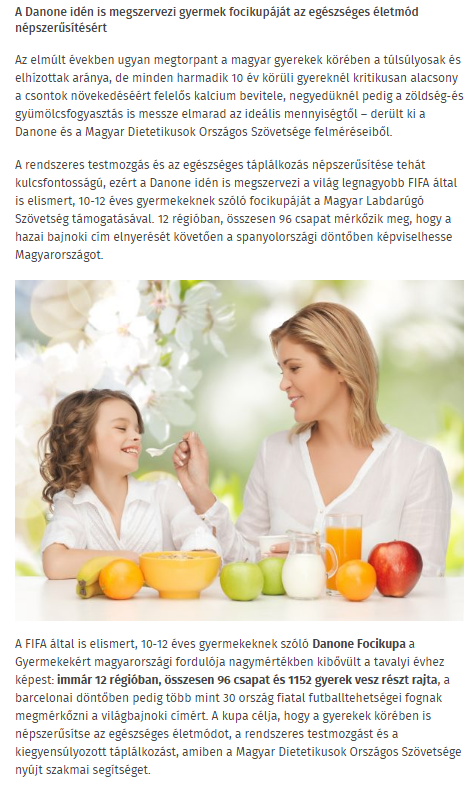 A Danone idén is megszervezi gyermek focikupáját az egészséges életmód
népszerűsítésért
Az elmúlt években ugyan megtorpant a magyar gyerekek körében a túlsúlyosak és
elhízottak aránya, de minden harmadik 10 év körüli gyereknél kritikusan alacsony
a csontok növekedéséért felelős kalcium bevitele, negyedüknél pedig a zöldség-és
gyümölcsfogyasztás is messze elmarad az ideális mennyiségtől – derült ki a
Danone és a Magyar Dietetikusok Országos Szövetsége felméréseiből.
A rendszeres testmozgás és az egészséges táplálkozás népszerűsítése tehát
kulcsfontosságú, ezért a Danone idén is megszervezi a világ legnagyobb FIFA által
is elismert, 10-12 éves gyermekeknek szóló focikupáját a Magyar Labdarúgó
Szövetség támogatásával. 12 régióban, összesen 96 csapat mérkőzik meg, hogy a
hazai bajnoki cím elnyerését követően a spanyolországi döntőben képviselhesse
Magyarországot.
A FIFA által is elismert, 10-12 éves gyermekeknek szóló Danone Focikupa a
Gyermekekért magyarországi fordulója nagymértékben kibővült a tavalyi évhez
képest: immár 12 régióban, összesen 96 csapat és 1152 gyerek vesz részt rajta, a
barcelonai döntőben pedig több mint 30 ország fiatal futballtehetségei fognak
megmérkőzni a világbajnoki címért. A kupa célja, hogy a gyerekek körében is
népszerűsítse az egészséges életmódot, a rendszeres testmozgást és a
kiegyensúlyozott táplálkozást, amiben a Magyar Dietetikusok Országos Szövetsége
nyújt szakmai segítséget.